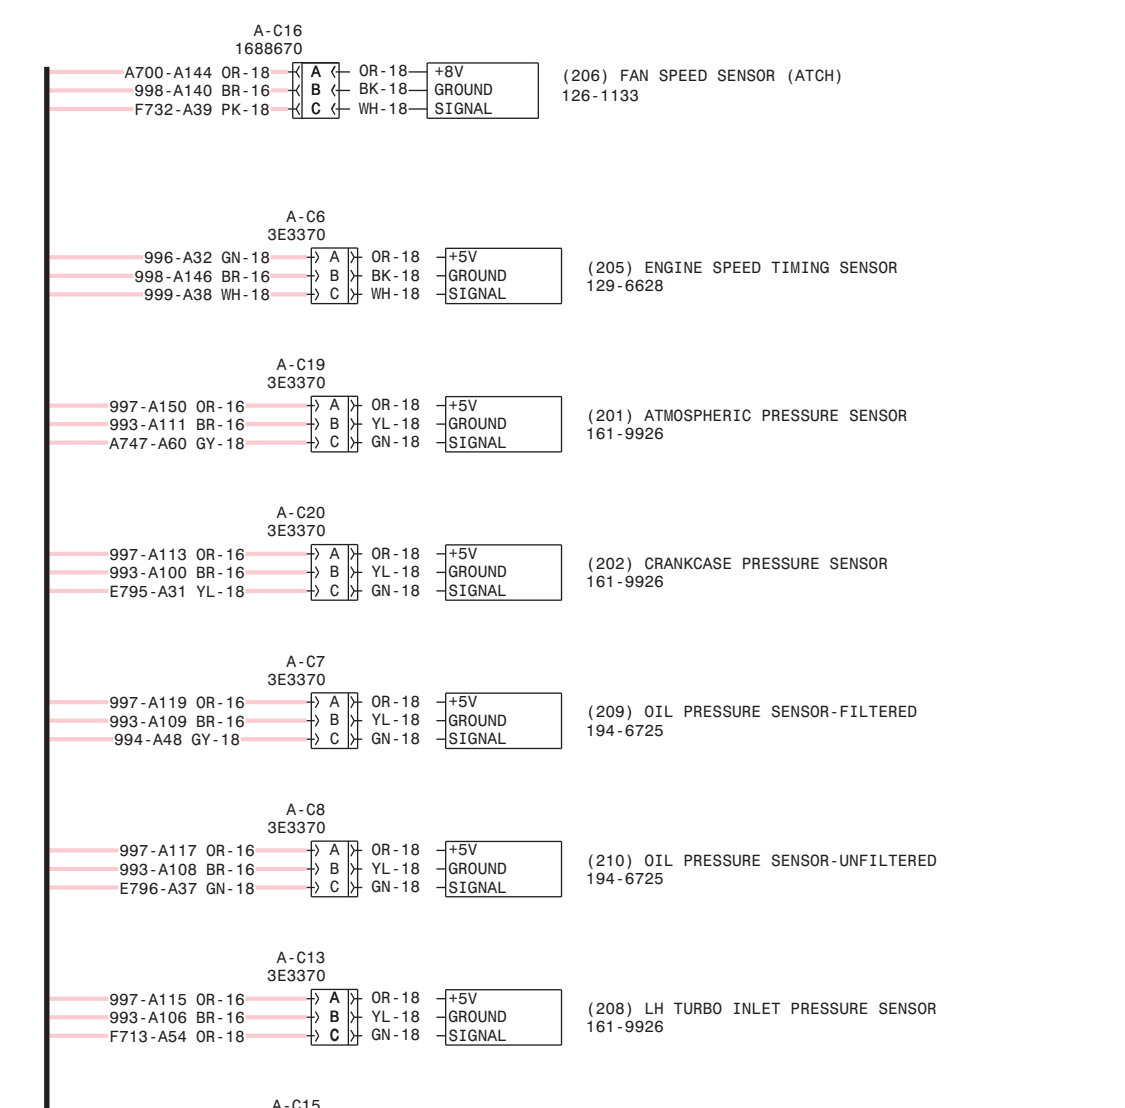 A-C16
1688670
A700-A144 OR-18 A OR-18 +8V
998-A140 BR-16 B BK-18 GROUND
F732-A39 PK-18 C WH-18 SIGNAL
(206) FAN SPEED SENSOR (ATCH)
126-1133
A-C6
3E3370
996-A32 GN-18 A OR-18 +5V
998-A146 BR-16 B BK-18 GROUND
999-A38 WH-18 C WH-18 SIGNAL
(205) ENGINE SPEED TIMING SENSOR
129-6628
A-C19
3E3370
997-A150 OR-16 A OR-18 +5V
993-A111 BR-16 B YL-18 GROUND
A747-A60 GY-18 C GN-18 SIGNAL
(201) ATMOSPHERIC PRESSURE SENSOR
161-9926
A-C20
3E3370
997-A113 OR-16 A OR-18 +5V
993-A100 BR-16 B YL-18 GROUND
E795-A31 YL-18 C GN-18 SIGNAL
(202) CRANKCASE PRESSURE SENSOR
161-9926
A-C7
3E3370
997-A119 OR-16 A OR-18 +5V
993-A109 BR-16 B YL-18 GROUND
994-A48 GY-18 C GN-18 SIGNAL
(209) OIL PRESSURE SENSOR-FILTERED
194-6725
A-C8
3E3370
997-A117 OR-16 A OR-18 +5V
993-A108 BR-16 B YL-18 GROUND
E796-A37 GN-18 C GN-18 SIGNAL
(210) OIL PRESSURE SENSOR-UNFILTERED
194-6725
A-C13
3E3370
997-A115 OR-16 A OR-18 +5V
993-A106 BR-16 B YL-18 GROUND
F713-A54 OR-18 C GN-18 SIGNAL
(208) LH TURBO INLET PRESSURE SENSOR
161-9926
A-C15